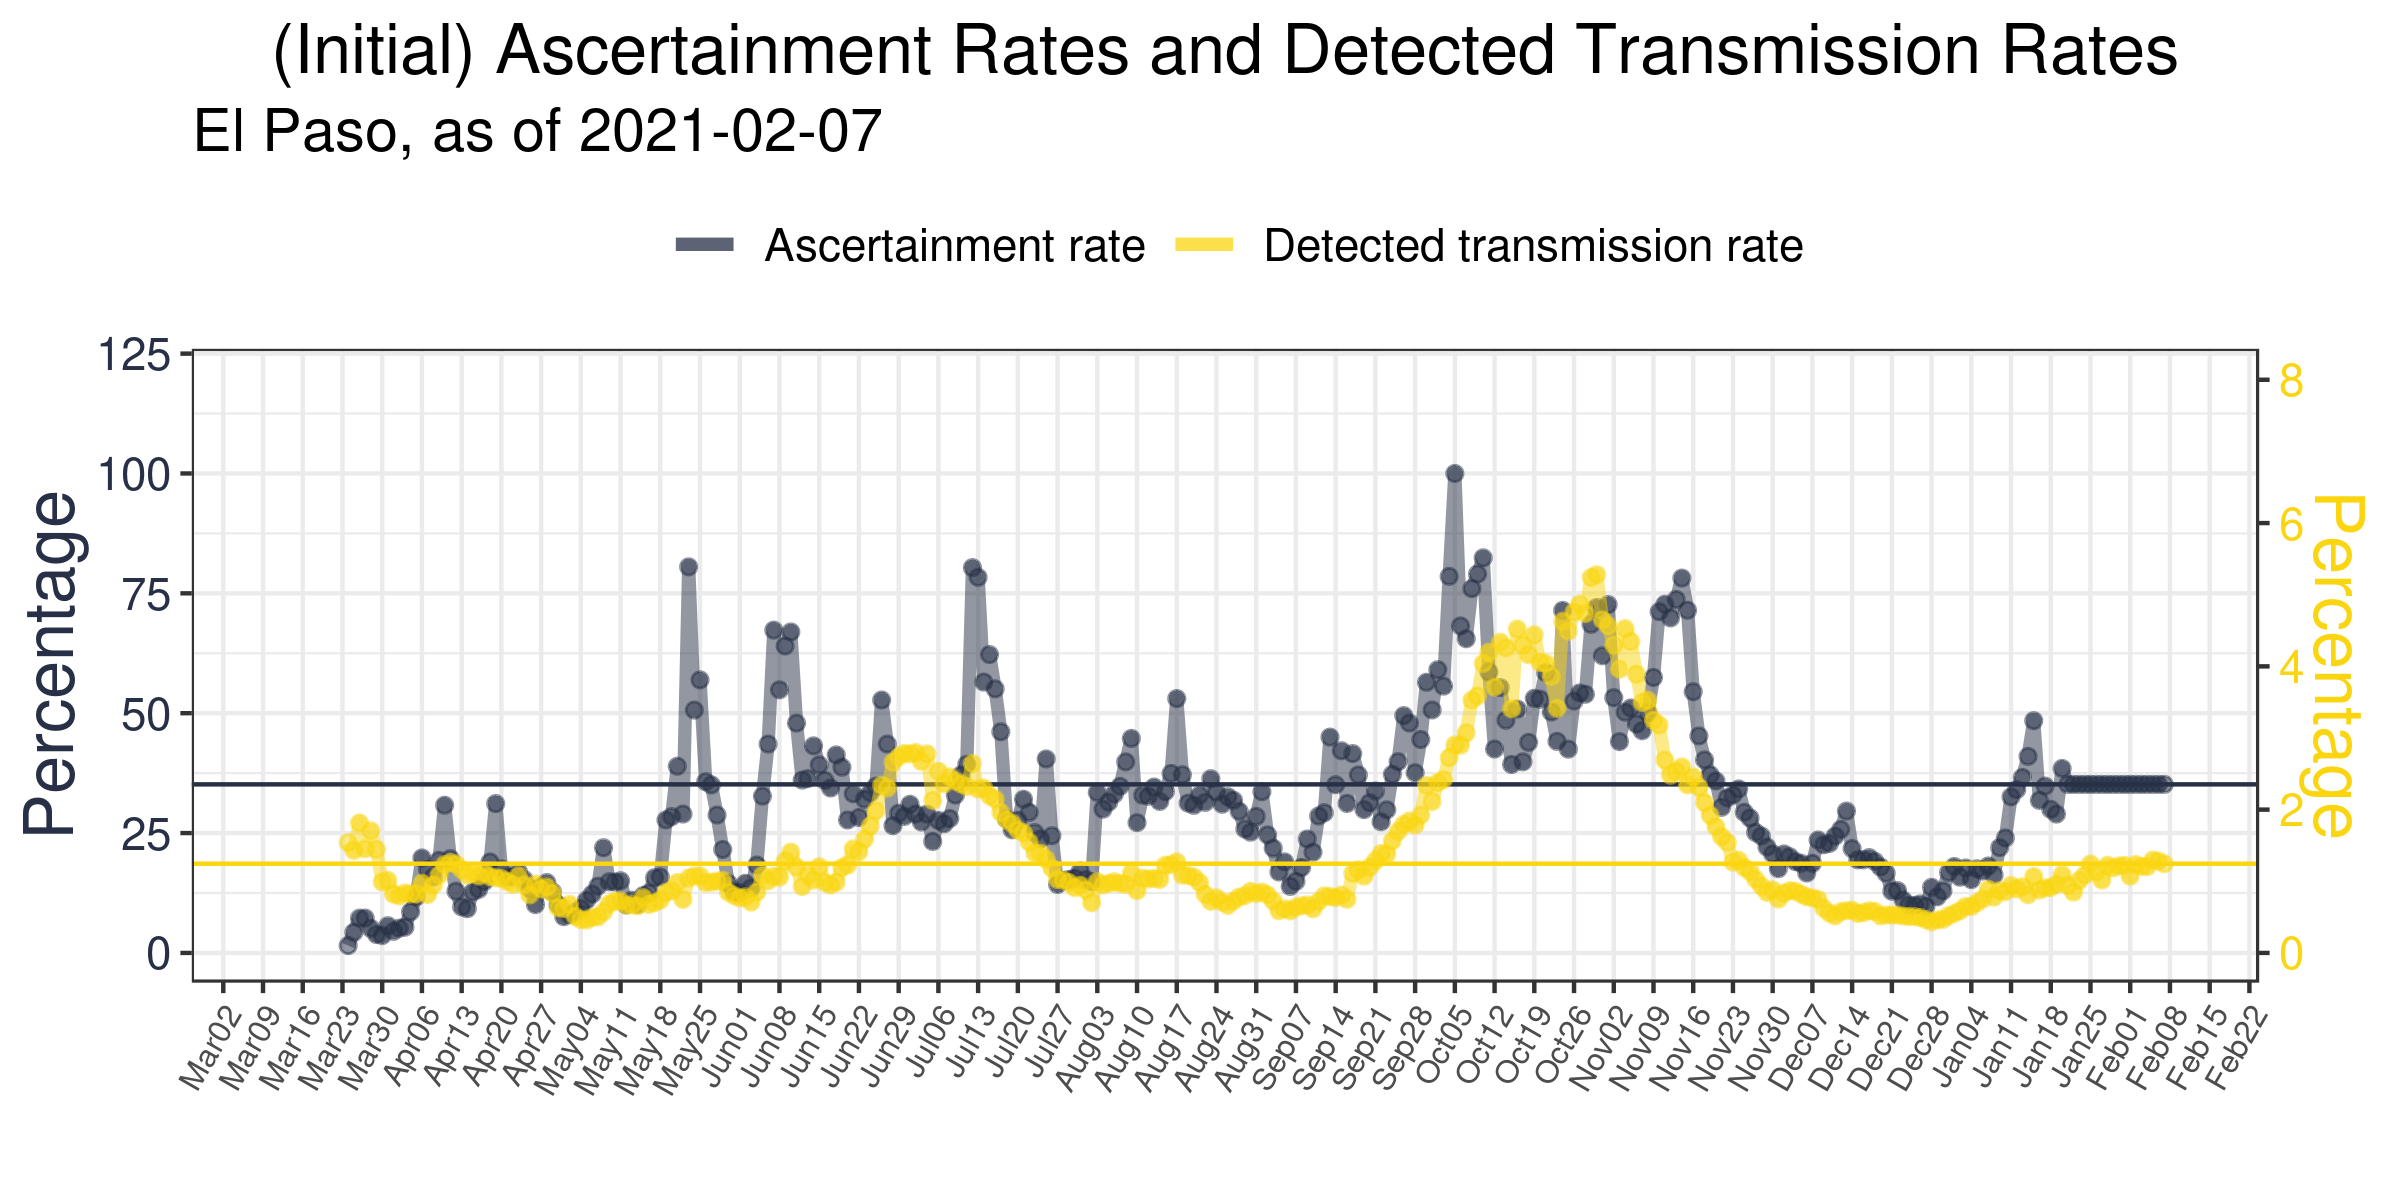 (Initial) Ascertainment Rates and Detected Transmission Rates
El Paso, as of 2021-02-07
Ascertainment rate
Detected transmission rate
Percentage
125
100
75
50
25
0
8
6
4
2
0
Percentage
Mar02
Mar09
Mar16
Mar23
Mar30
Apr06
Apr13
Apr20
Apr27
May04
May11
May18
May25
Jun01
Jun08
Jun15
Jun22
Jun29
Jul06
Jul13
Jul20
Jul27
Aug03
Aug10
Aug17
Aug24
Aug31
Sep07
Sep14
Sep21
Sep28
Oct05
Oct12
Oct19
Oct26
Nov02
Nov09
Nov16
Nov23
Nov30
Dec07
Dec14
Dec21
Dec28
Jan04
Jan11
Jan18
Jan25
Feb01
Feb08
Feb15
Feb22